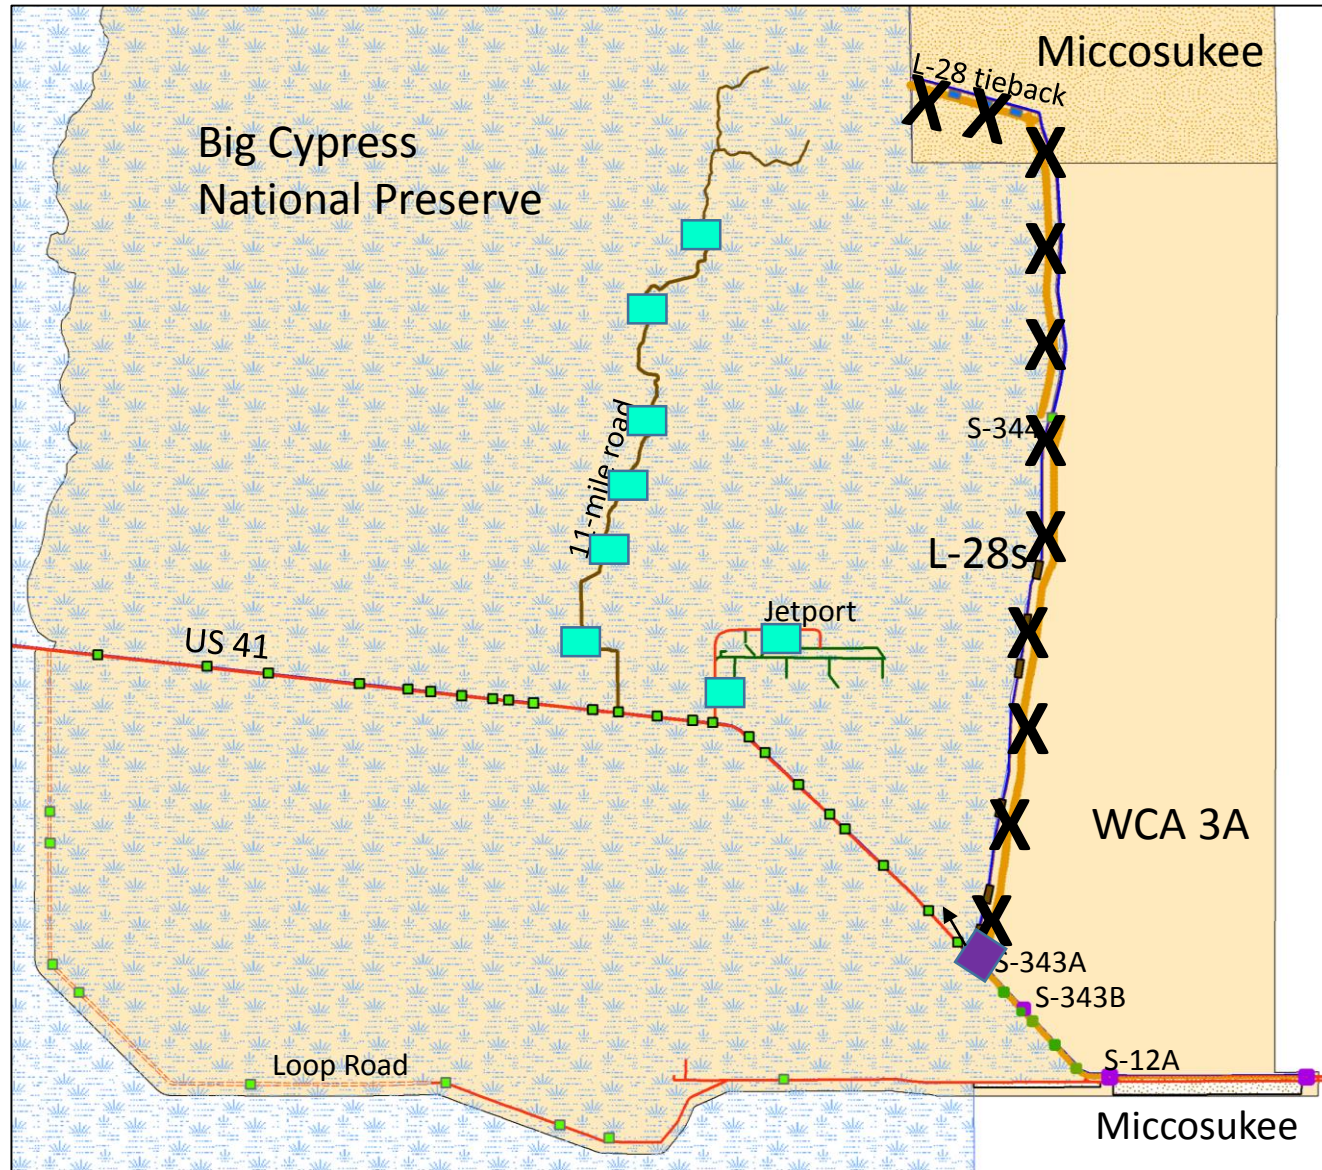 Miccosukee
L-28 tieback
Big Cypress
National Preserve
S-344
11-mile road
L-28s
Jetport
US 41
WCA 3A
S-343A
S-343B
S-12A
Loop Road
Miccosukee